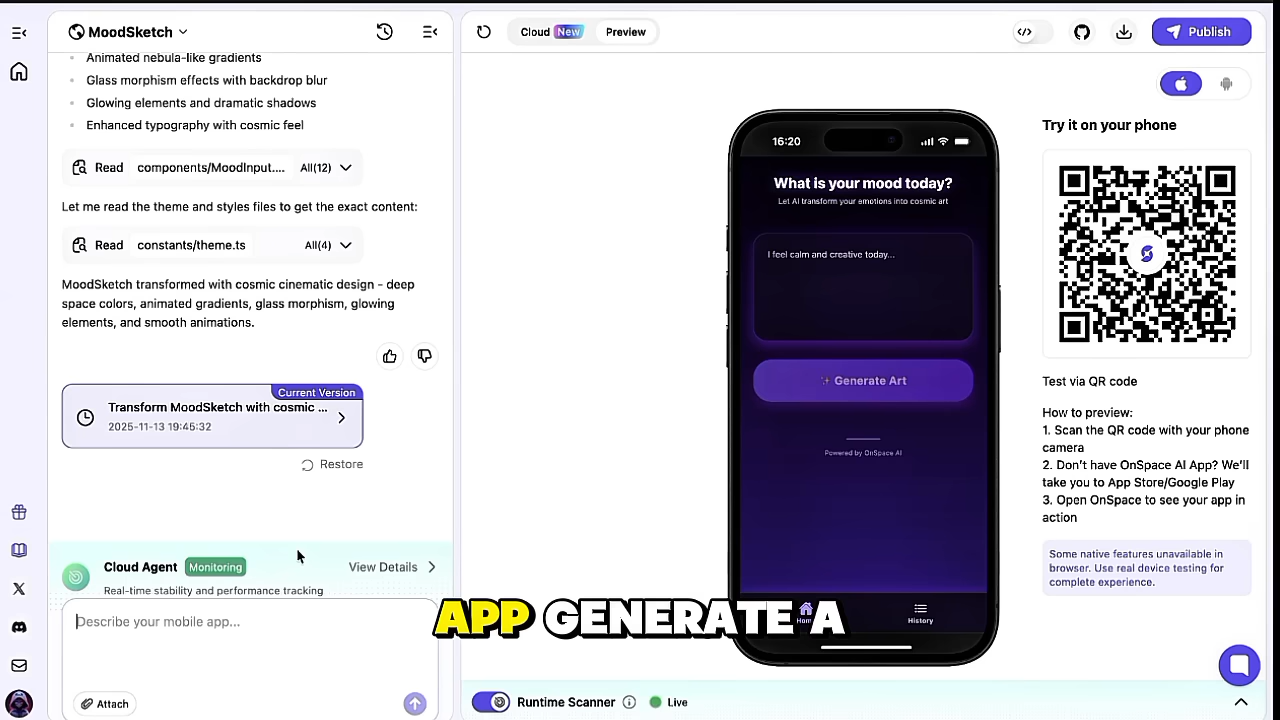 MoodSketch
Animated nebula-like gradients
Glass morphism effects with backdrop blur
Glowing elements and dramatic shadows
Enhanced typography with cosmic feel
Read components/MoodInput.... All(12)
Let me read the theme and styles files to get the exact content:
Read constants/theme.ts All(4)
MoodSketch transformed with cosmic cinematic design - deep
space colors, animated gradients, glass morphism, glowing
elements, and smooth animations.
Current Version
Transform MoodSketch with cosmic ...
2025-11-13 19:45:32
Restore
Cloud Agent Monitoring View Details
Real-time stability and performance tracking
Describe your mobile app...
Attach
Cloud New Preview
Publish
16:20
What is your mood today?
Let AI transform your emotions into cosmic art
I feel calm and creative today...
✨ Generate Art
Powered by OnSpace AI
History
APP GENERATE A
Try it on your phone
Test via QR code
How to preview:
1. Scan the QR code with your phone
camera
2. Don't have OnSpace AI App? We'll
take you to App Store/Google Play
3. Open OnSpace to see your app in
action
Some native features unavailable in
browser. Use real device testing for
complete experience.
Runtime Scanner Live